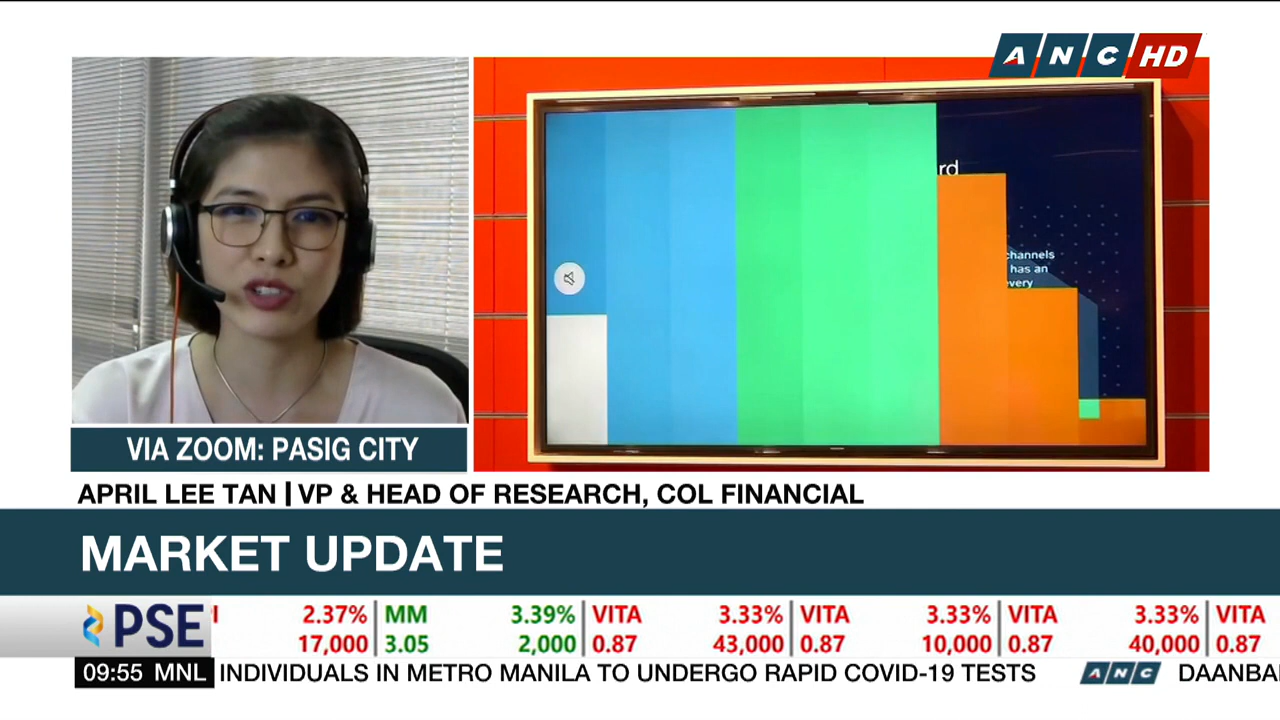 ANC HD
rd
channels
has an
every
VIA ZOOM: PASIG CITY
APRIL LEE TAN | VP & HEAD OF RESEARCH, COL FINANCIAL
MARKET UPDATE
PSE
2.37% MM 3.39% VITA 3.33% VITA 3.33% VITA 3.33% VITA
17,000 3.05 2,000 0.87 43,000 0.87 10,000 0.87 40,000 0.87
09:55 MNL INDIVIDUALS IN METRO MANILA TO UNDERGO RAPID COVID-19 TESTS ANC DAANBA